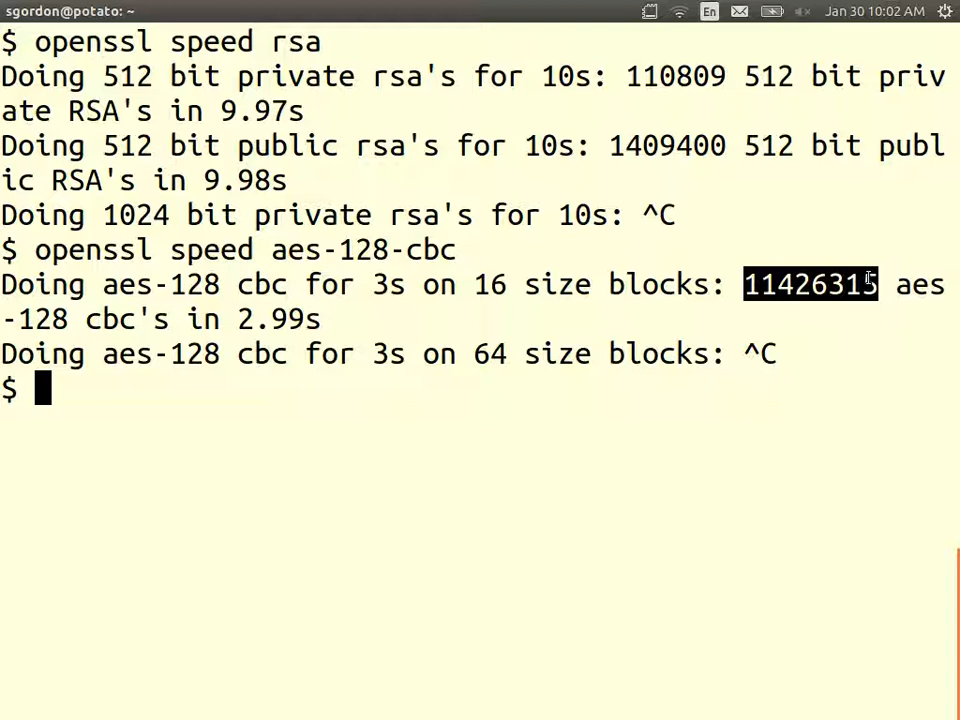 sgordon@potato: ~
En
Jan 30 10:02 AM
$ openssl speed rsa
Doing 512 bit private rsa's for 10s: 110809 512 bit priv
ate RSA's in 9.97s
Doing 512 bit public rsa's for 10s: 1409400 512 bit publ
ic RSA's in 9.98s
Doing 1024 bit private rsa's for 10s: ^C
$ openssl speed aes-128-cbc
Doing aes-128 cbc for 3s on 16 size blocks: 11426315 aes
-128 cbc's in 2.99s
Doing aes-128 cbc for 3s on 64 size blocks: ^C
$